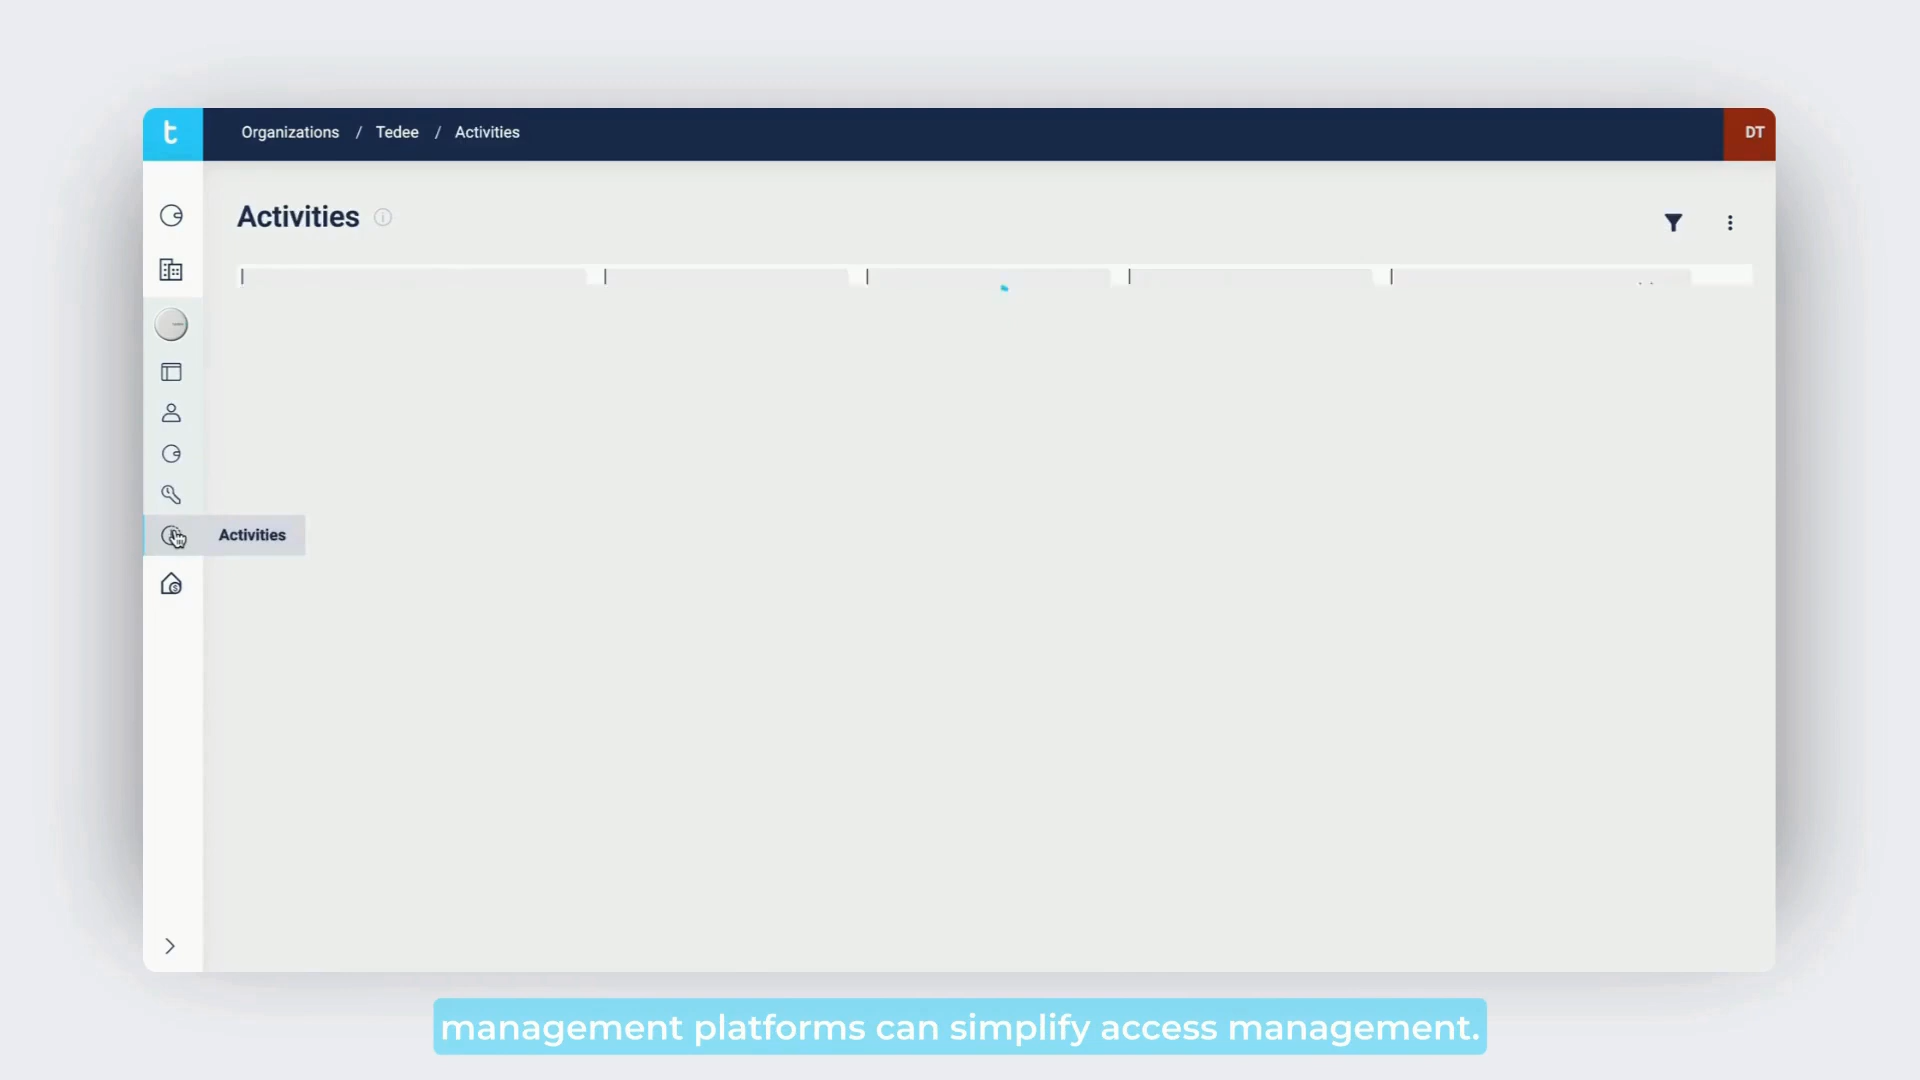 t
Organizations / Tedee / Activities
DT
Activities
Activities
management platforms can simplify access management.